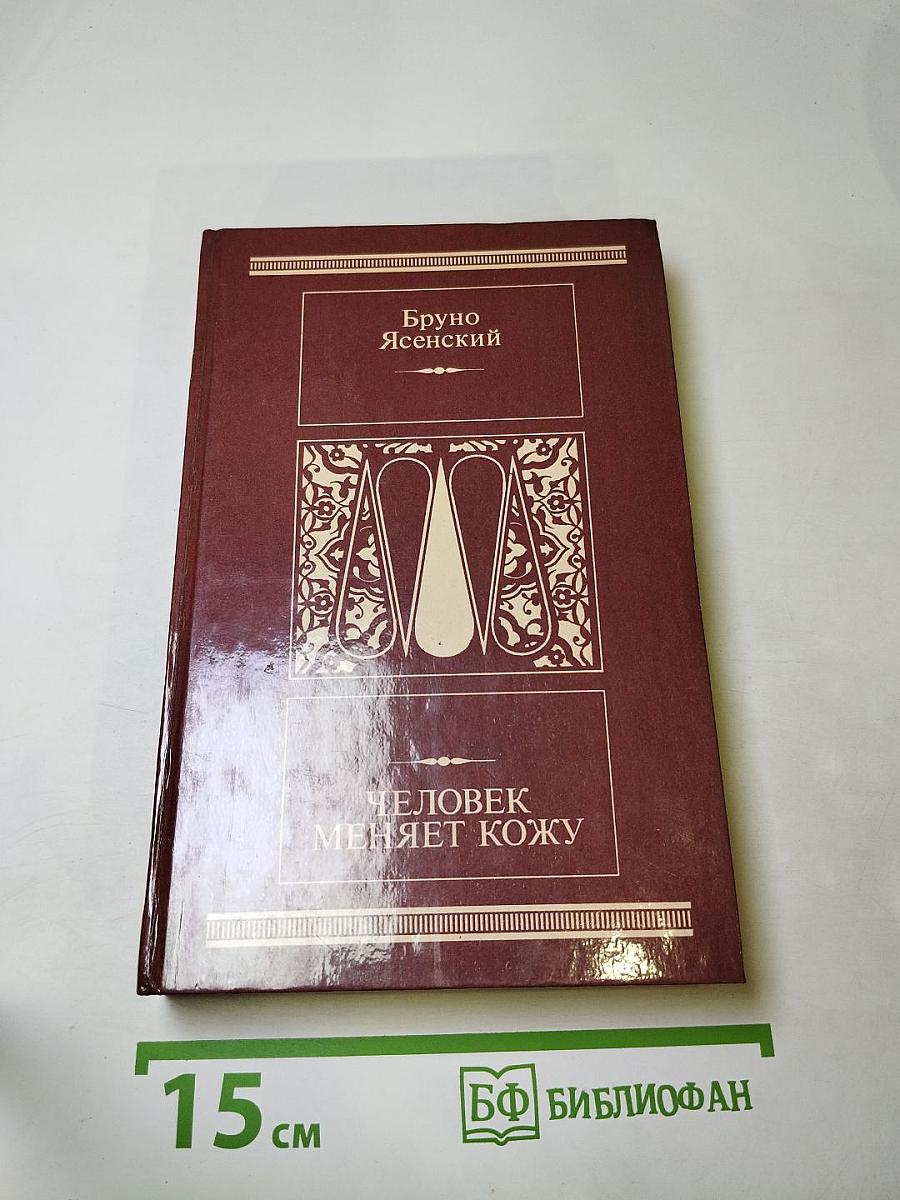 Бруно
Ясенский
ЧЕЛОВЕК
МЕНЯЕТ КОЖУ
15 см
БФ БИБЛИОФАН